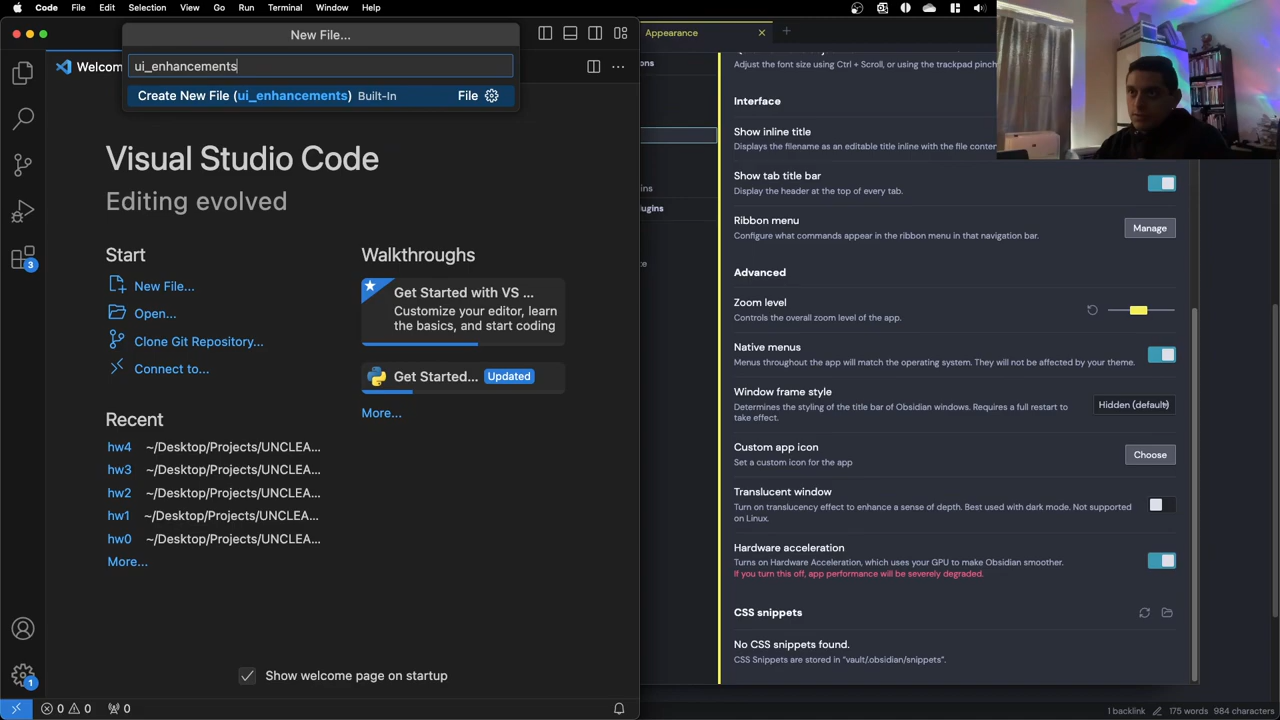 Code File Edit Selection View Go Run Terminal Window Help
New File...
ui_enhancements
Create New File (ui_enhancements) Built-In File
Welcom
Visual Studio Code
Editing evolved
Start
New File...
Open...
Clone Git Repository...
Connect to...
Recent
hw4 ~/Desktop/Projects/UNCLEA...
hw3 ~/Desktop/Projects/UNCLEA...
hw2 ~/Desktop/Projects/UNCLEA...
hw1 ~/Desktop/Projects/UNCLEA...
hw0 ~/Desktop/Projects/UNCLEA...
More...
Walkthroughs
Get Started with VS ...
Customize your editor, learn
the basics, and start coding
Get Started... Updated
More...
3
1
Show welcome page on startup
0 0 0
Appearance
ons
ins
lugins
te
Adjust the font size using Ctrl + Scroll, or using the trackpad pinch
Interface
Show inline title
Displays the filename as an editable title inline with the file conten
Show tab title bar
Display the header at the top of every tab.
Ribbon menu
Configure what commands appear in the ribbon menu in that navigation bar.
Manage
Advanced
Zoom level
Controls the overall zoom level of the app.
Native menus
Menus throughout the app will match the operating system. They will not be affected by your theme.
Window frame style
Determines the styling of the title bar of Obsidian windows. Requires a full restart to
take effect.
Hidden (default)
Custom app icon
Set a custom icon for the app
Choose
Translucent window
Turn on translucency effect to enhance a sense of depth. Best used with dark mode. Not supported
on Linux.
Hardware acceleration
Turns on Hardware Acceleration, which uses your GPU to make Obsidian smoother.
If you turn this off, app performance will be severely degraded.
CSS snippets
No CSS snippets found.
CSS Snippets are stored in "vault/.obsidian/snippets".
1 backlink 175 words 984 characters